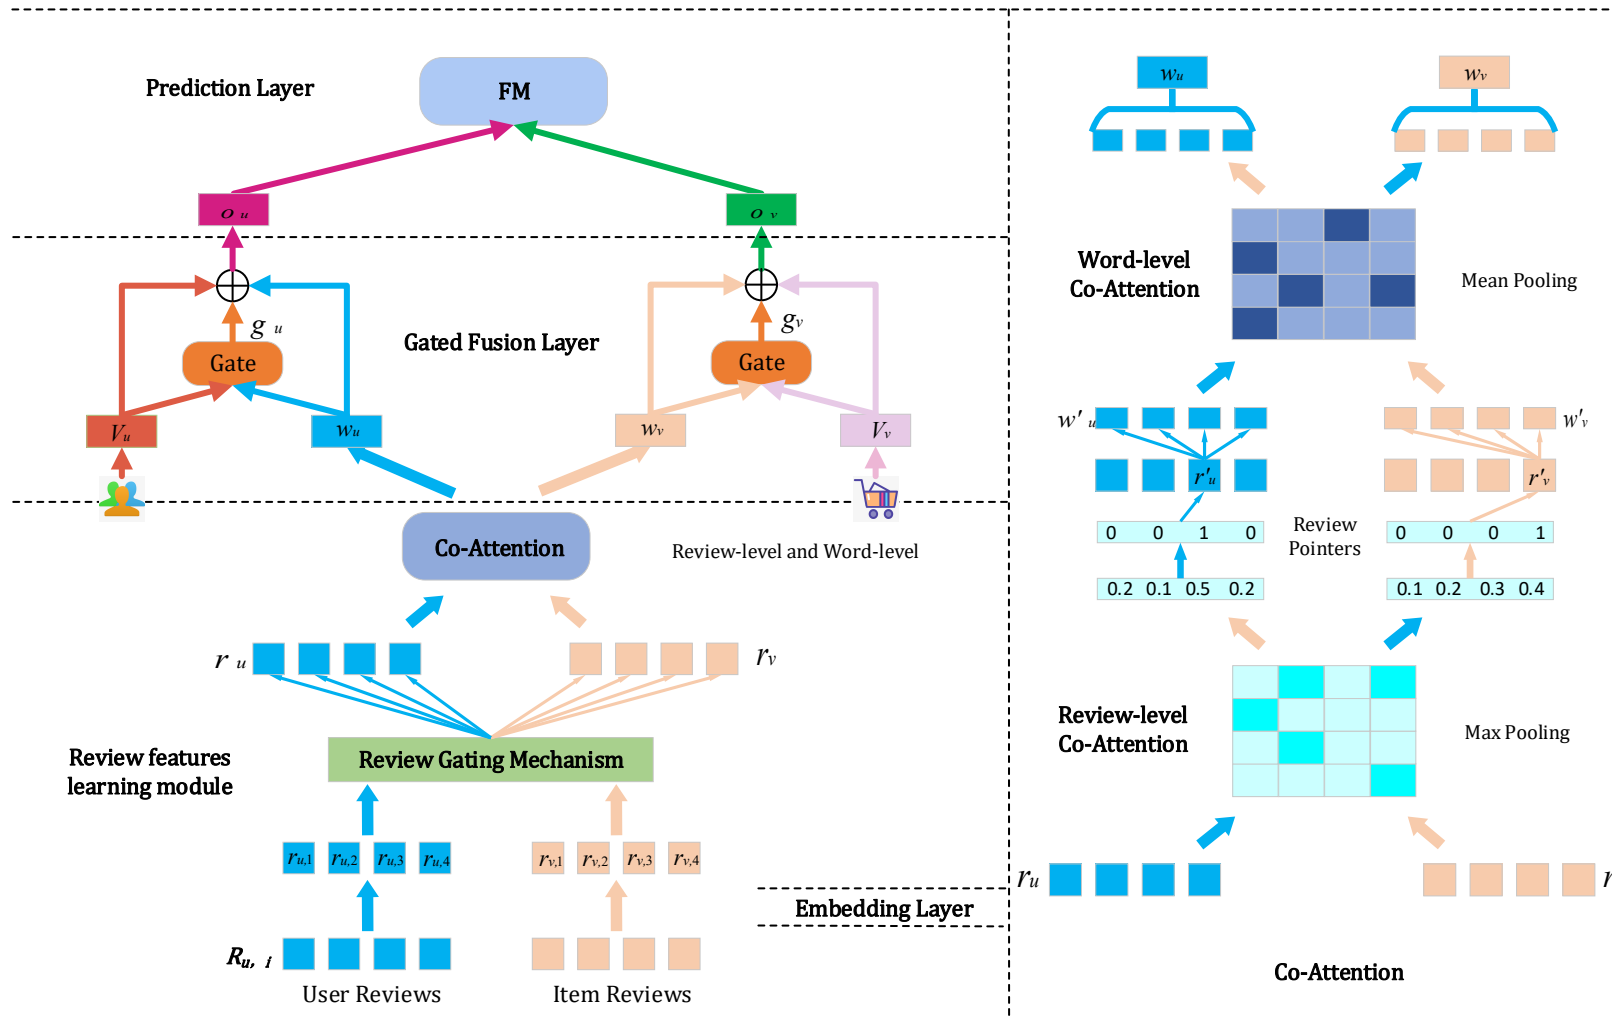 Prediction Layer
FM
o u
o v
g u
Gate
Gated Fusion Layer
gv
Gate
Vu
wu
wv
Vv
Co-Attention
Review-level and Word-level
r u
rv
Review features
learning module
Review Gating Mechanism
ru,1 ru,2 ru,3 ru,4
rv,1 rv,2 rv,3 rv,4
Embedding Layer
Ru, i
User Reviews
Item Reviews
wu
wv
Word-level
Co-Attention
Mean Pooling
w′u
w′v
r′u
r′v
0 0 1 0
Review
Pointers
0 0 0 1
0.2 0.1 0.5 0.2
0.1 0.2 0.3 0.4
Review-level
Co-Attention
Max Pooling
ru
r
Co-Attention